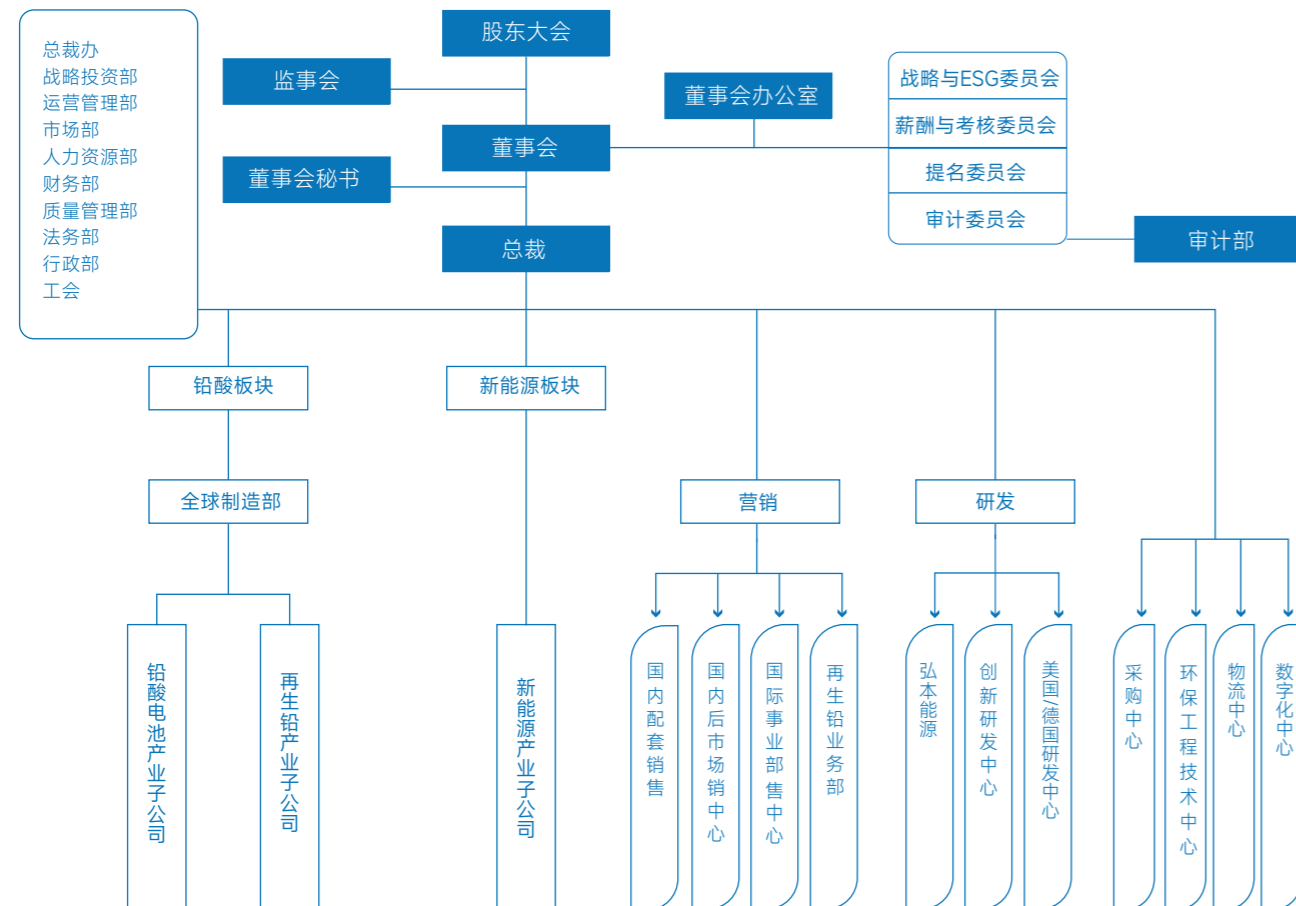 总裁办
战略投资部
运营管理部
市场部
人力资源部
财务部
质量管理部
法务部
行政部
工会
股东大会
监事会
董事会办公室
董事会
董事会秘书
总裁
战略与ESG委员会
薪酬与考核委员会
提名委员会
审计委员会
审计部
铅酸板块
新能源板块
全球制造部
营销
研发
铅酸电池产业子公司
再生铅产业子公司
新能源产业子公司
国内配套销售
国内后市场销中心
国际事业部售中心
再生铅业务部
弘本能源
创新研发中心
美国/德国研发中心
采购中心
环保工程技术中心
物流中心
数字化中心